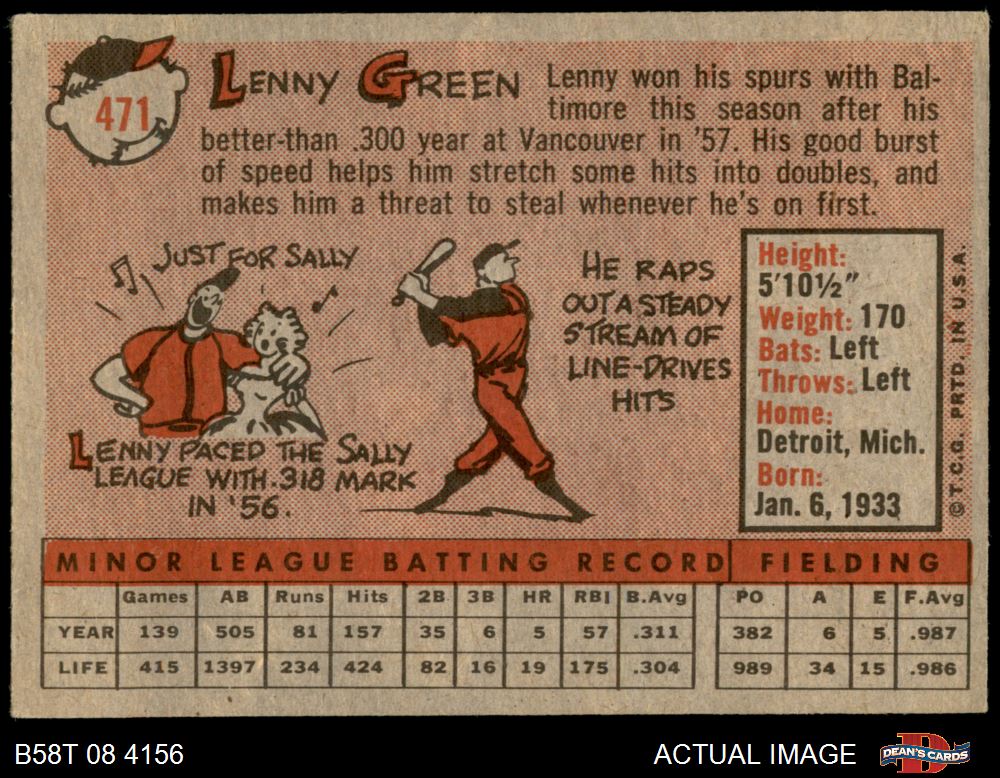 471
LENNY GREEN
Lenny won his spurs with Bal-
timore this season after his
better-than .300 year at Vancouver in '57. His good burst
of speed helps him stretch some hits into doubles, and
makes him a threat to steal whenever he's on first.
JUST FOR SALLY
LENNY PACED THE SALLY
LEAGUE WITH .318 MARK
IN '56.
HE RAPS
OUT A STEADY
STREAM OF
LINE-DRIVES
HITS
Height:
5'10½"
Weight: 170
Bats: Left
Throws: Left
Home:
Detroit, Mich.
Born:
Jan. 6, 1933
© T.C.G. PRTD. IN U.S.A.
MINOR LEAGUE BATTING RECORD FIELDING
Games AB Runs Hits 2B 3B HR RBI B.Avg PO A E F.Avg
YEAR 139 505 81 157 35 6 5 57 .311 382 6 5 .987
LIFE 415 1397 234 424 82 16 19 175 .304 989 34 15 .986
B58T 08 4156
ACTUAL IMAGE
DEAN'S CARDS